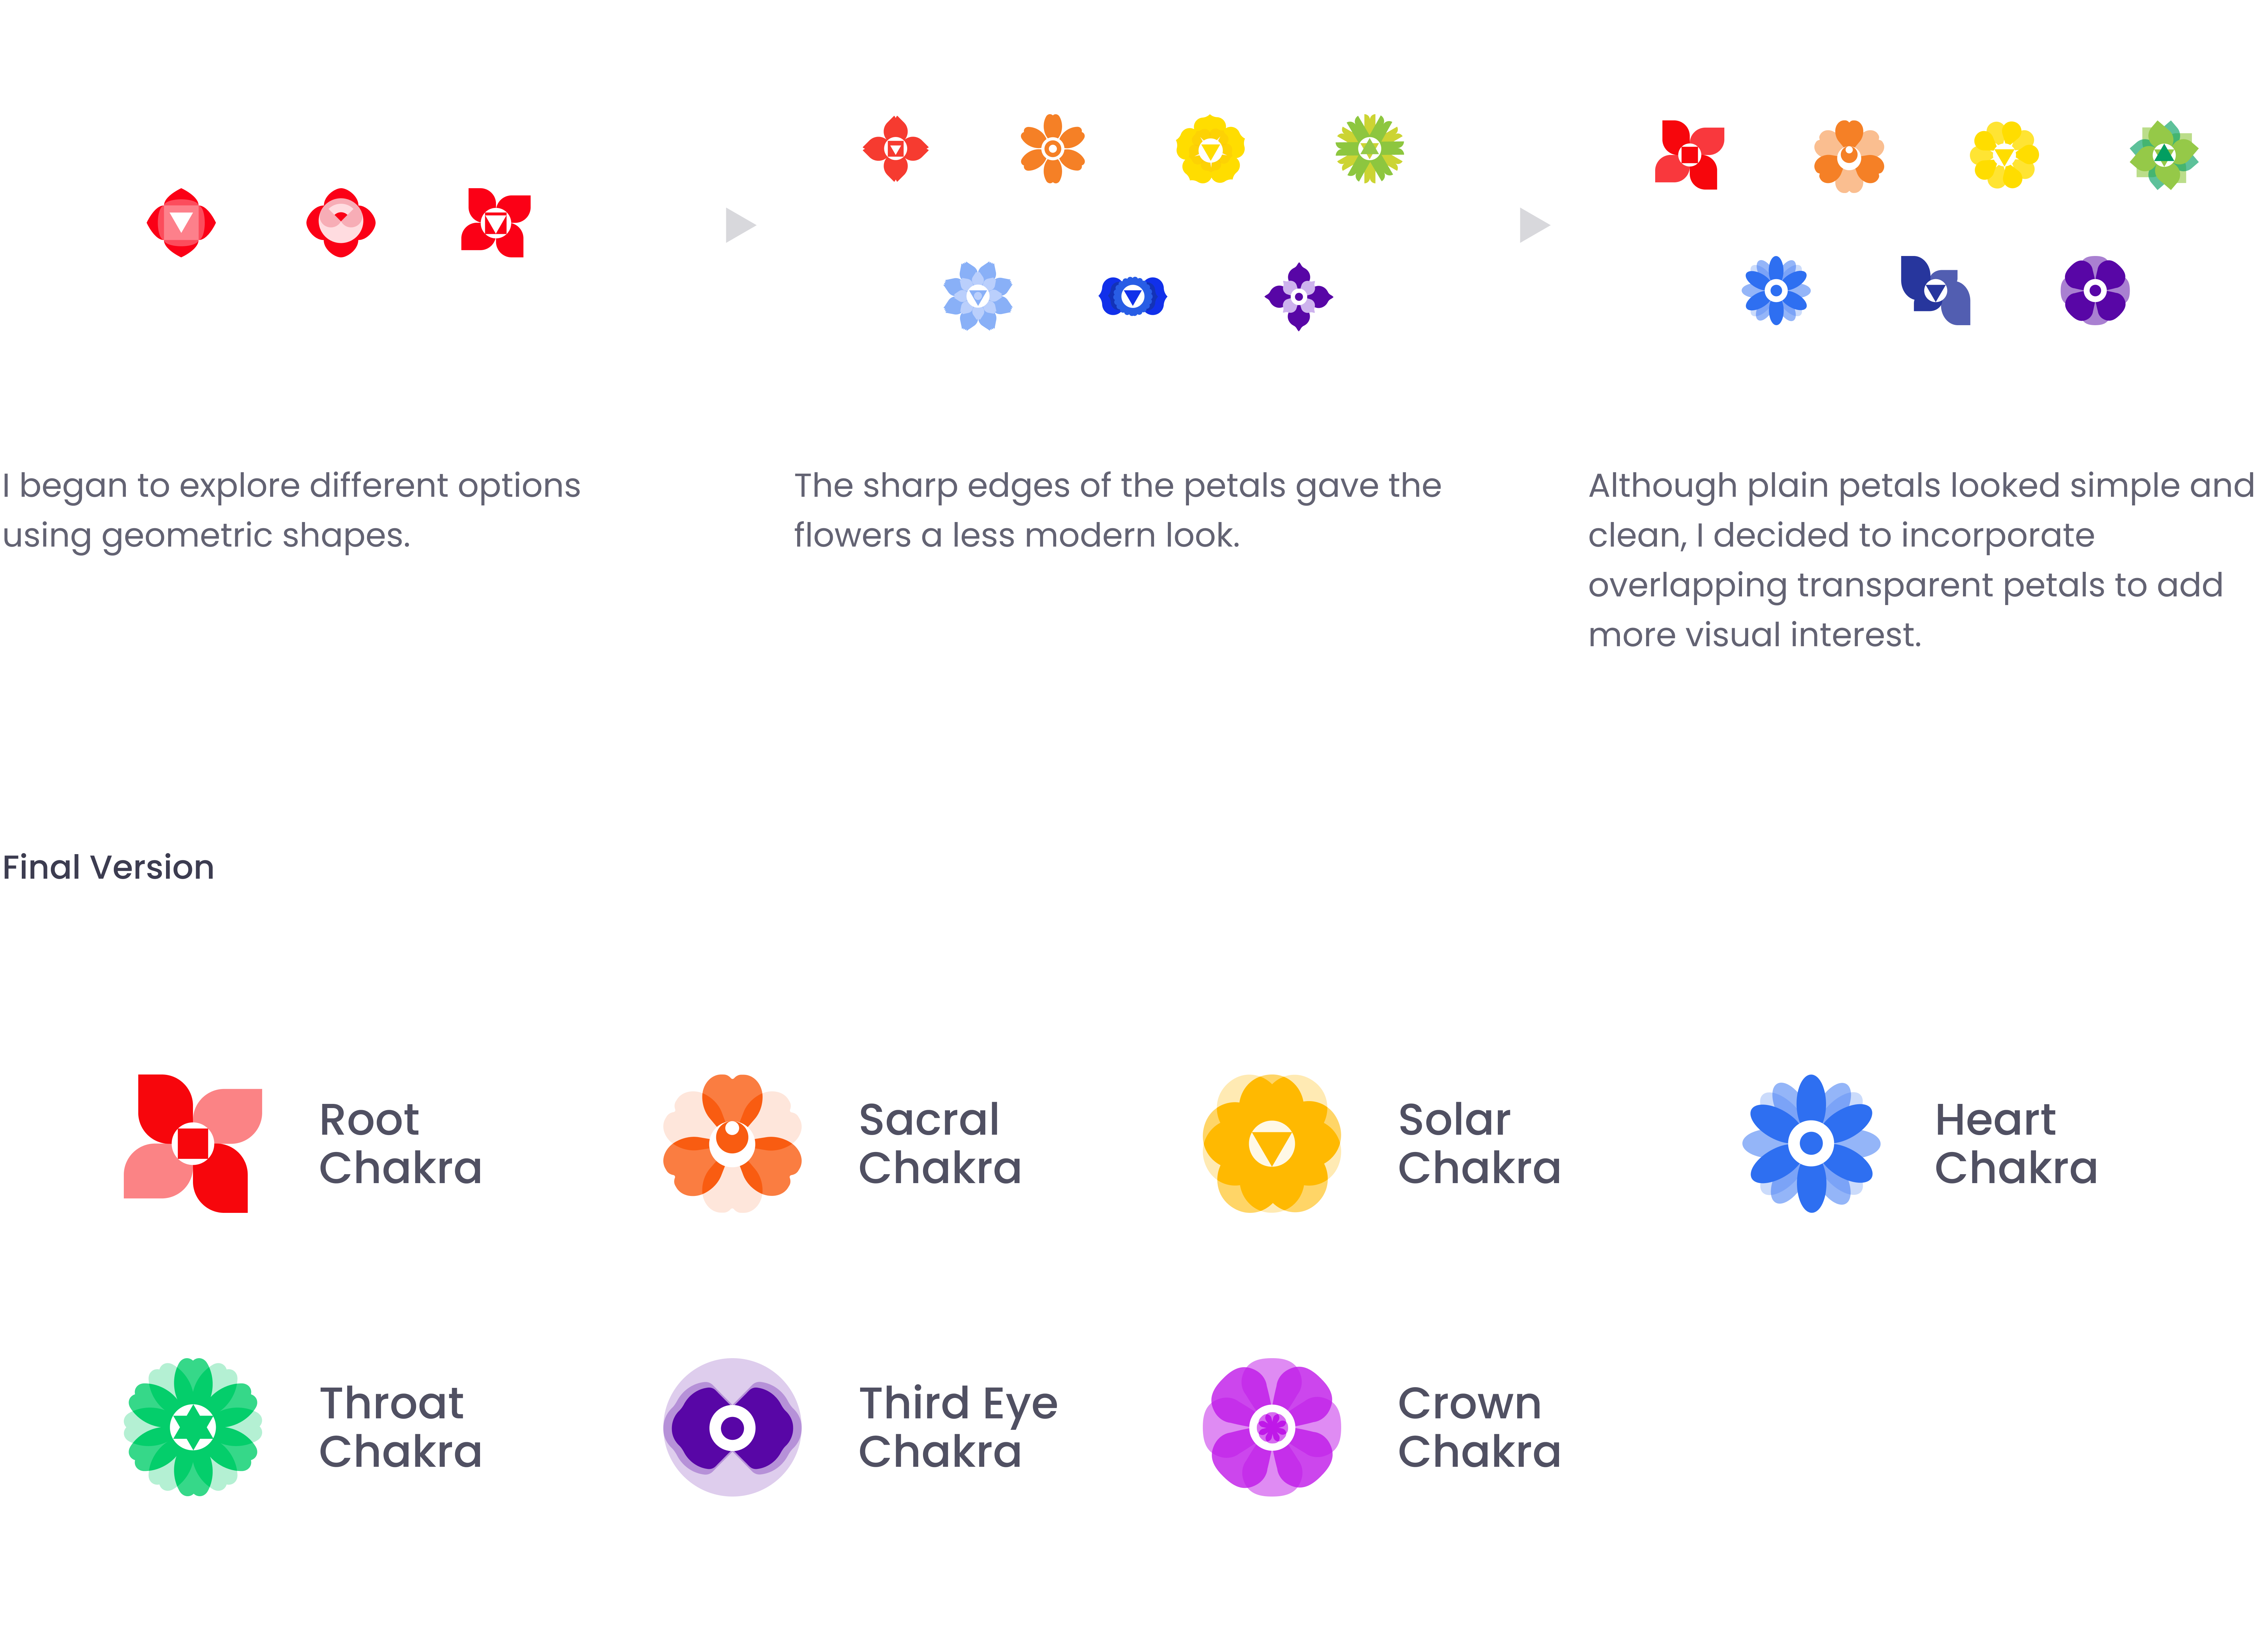 I began to explore different options
using geometric shapes.
The sharp edges of the petals gave the
flowers a less modern look.
Although plain petals looked simple and
clean, I decided to incorporate
overlapping transparent petals to add
more visual interest.
Final Version
Root
Chakra
Sacral
Chakra
Solar
Chakra
Heart
Chakra
Throat
Chakra
Third Eye
Chakra
Crown
Chakra